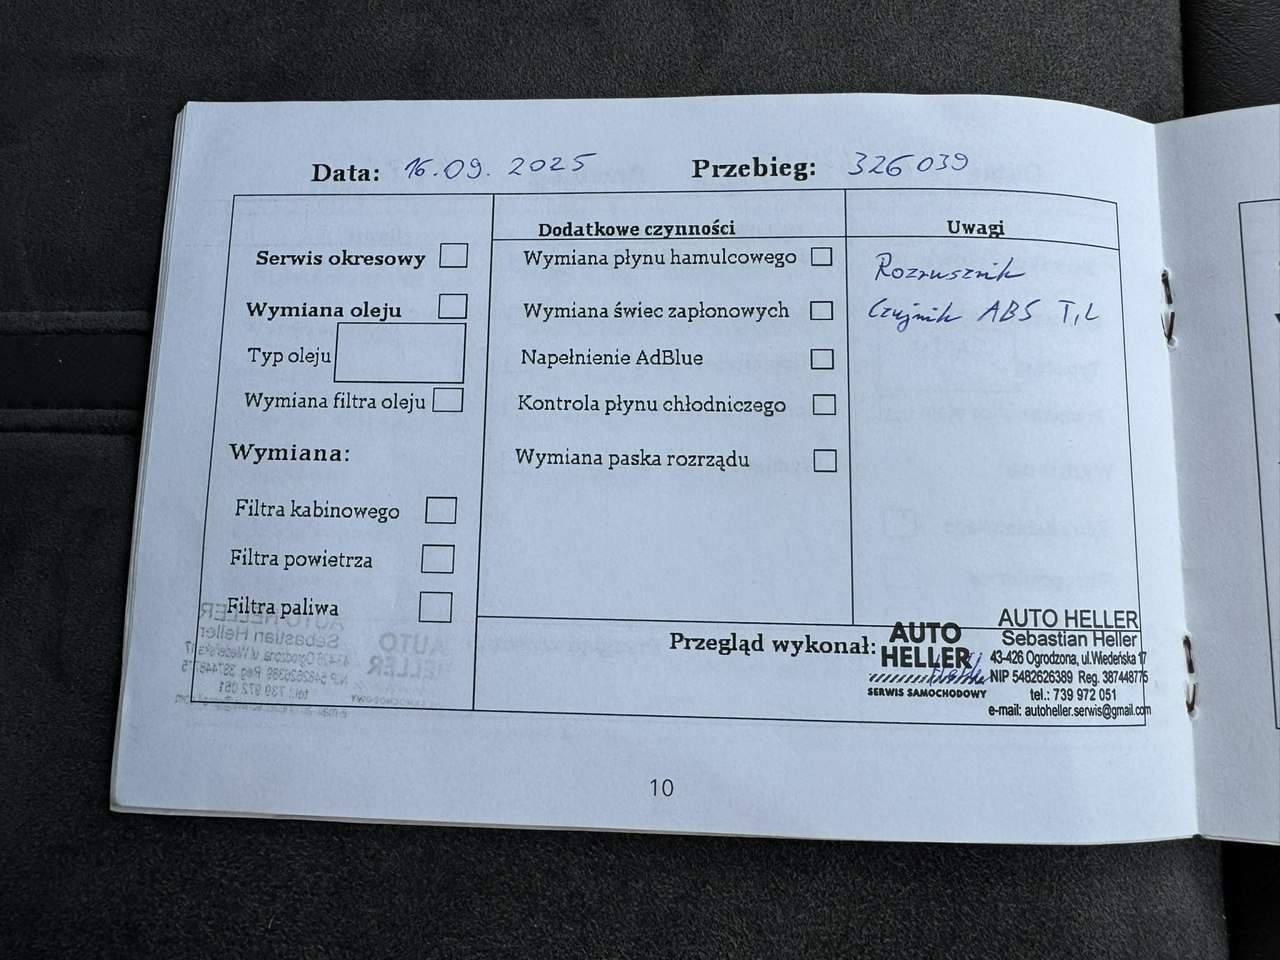 Data: 16.09.2025 Przebieg: 326039
Serwis okresowy
Wymiana oleju
Typ oleju
Wymiana filtra oleju
Wymiana:
Filtra kabinowego
Filtra powietrza
Filtra paliwa
Dodatkowe czynności
Wymiana płynu hamulcowego
Wymiana świec zapłonowych
Napełnienie AdBlue
Kontrola płynu chłodniczego
Wymiana paska rozrządu
Uwagi
Rozrusznik
Czujnik ABS T,L
Przegląd wykonał:
AUTO
HELLER
SERWIS SAMOCHODOWY
AUTO HELLER
Sebastian Heller
43-426 Ogrodzona, ul.Wiedeńska 17
NIP 5482626389 Reg. 387448775
tel.: 739 972 051
e-mail: autoheller.serwis@gmail.com
10